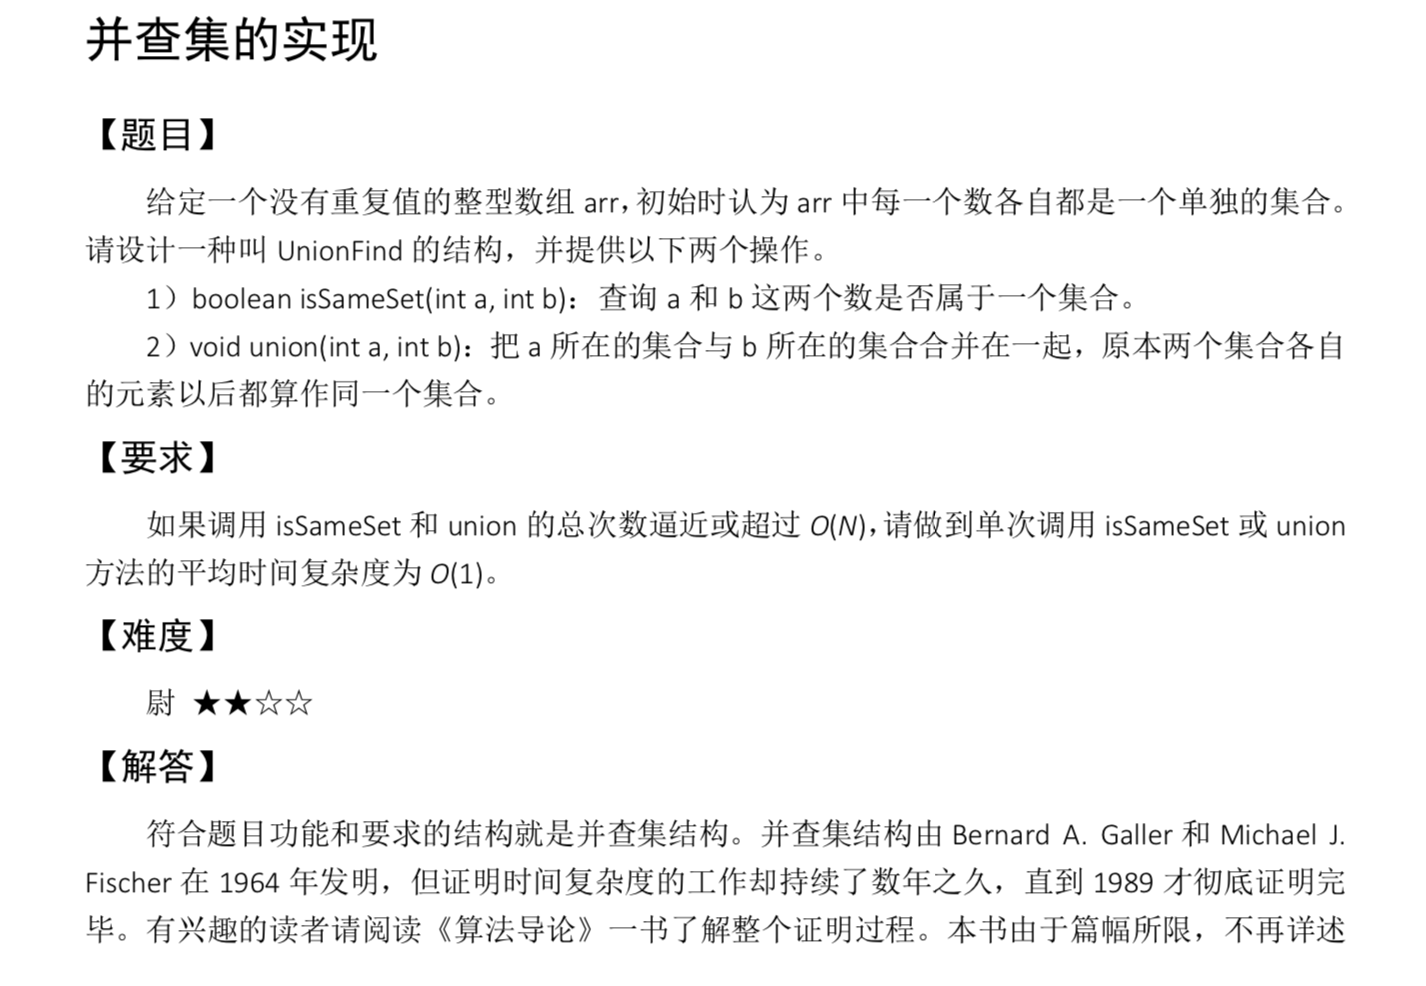 并查集的实现
【题目】
给定一个没有重复值的整型数组 arr，初始时认为 arr 中每一个数各自都是一个单独的集合。
请设计一种叫 UnionFind 的结构，并提供以下两个操作。
1）boolean isSameSet(int a, int b)：查询 a 和 b 这两个数是否属于一个集合。
2）void union(int a, int b)：把 a 所在的集合与 b 所在的集合合并在一起，原本两个集合各自
的元素以后都算作同一个集合。
【要求】
如果调用 isSameSet 和 union 的总次数逼近或超过 O(N)，请做到单次调用 isSameSet 或 union
方法的平均时间复杂度为 O(1)。
【难度】
尉 ★★☆☆
【解答】
符合题目功能和要求的结构就是并查集结构。并查集结构由 Bernard A. Galler 和 Michael J.
Fischer 在 1964 年发明，但证明时间复杂度的工作却持续了数年之久，直到 1989 才彻底证明完
毕。有兴趣的读者请阅读《算法导论》一书了解整个证明过程。本书由于篇幅所限，不再详述